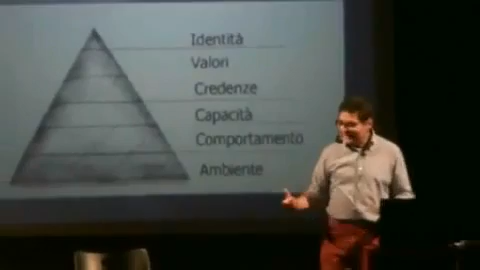 Identità
Valori
Credenze
Capacità
Comportamento
Ambiente